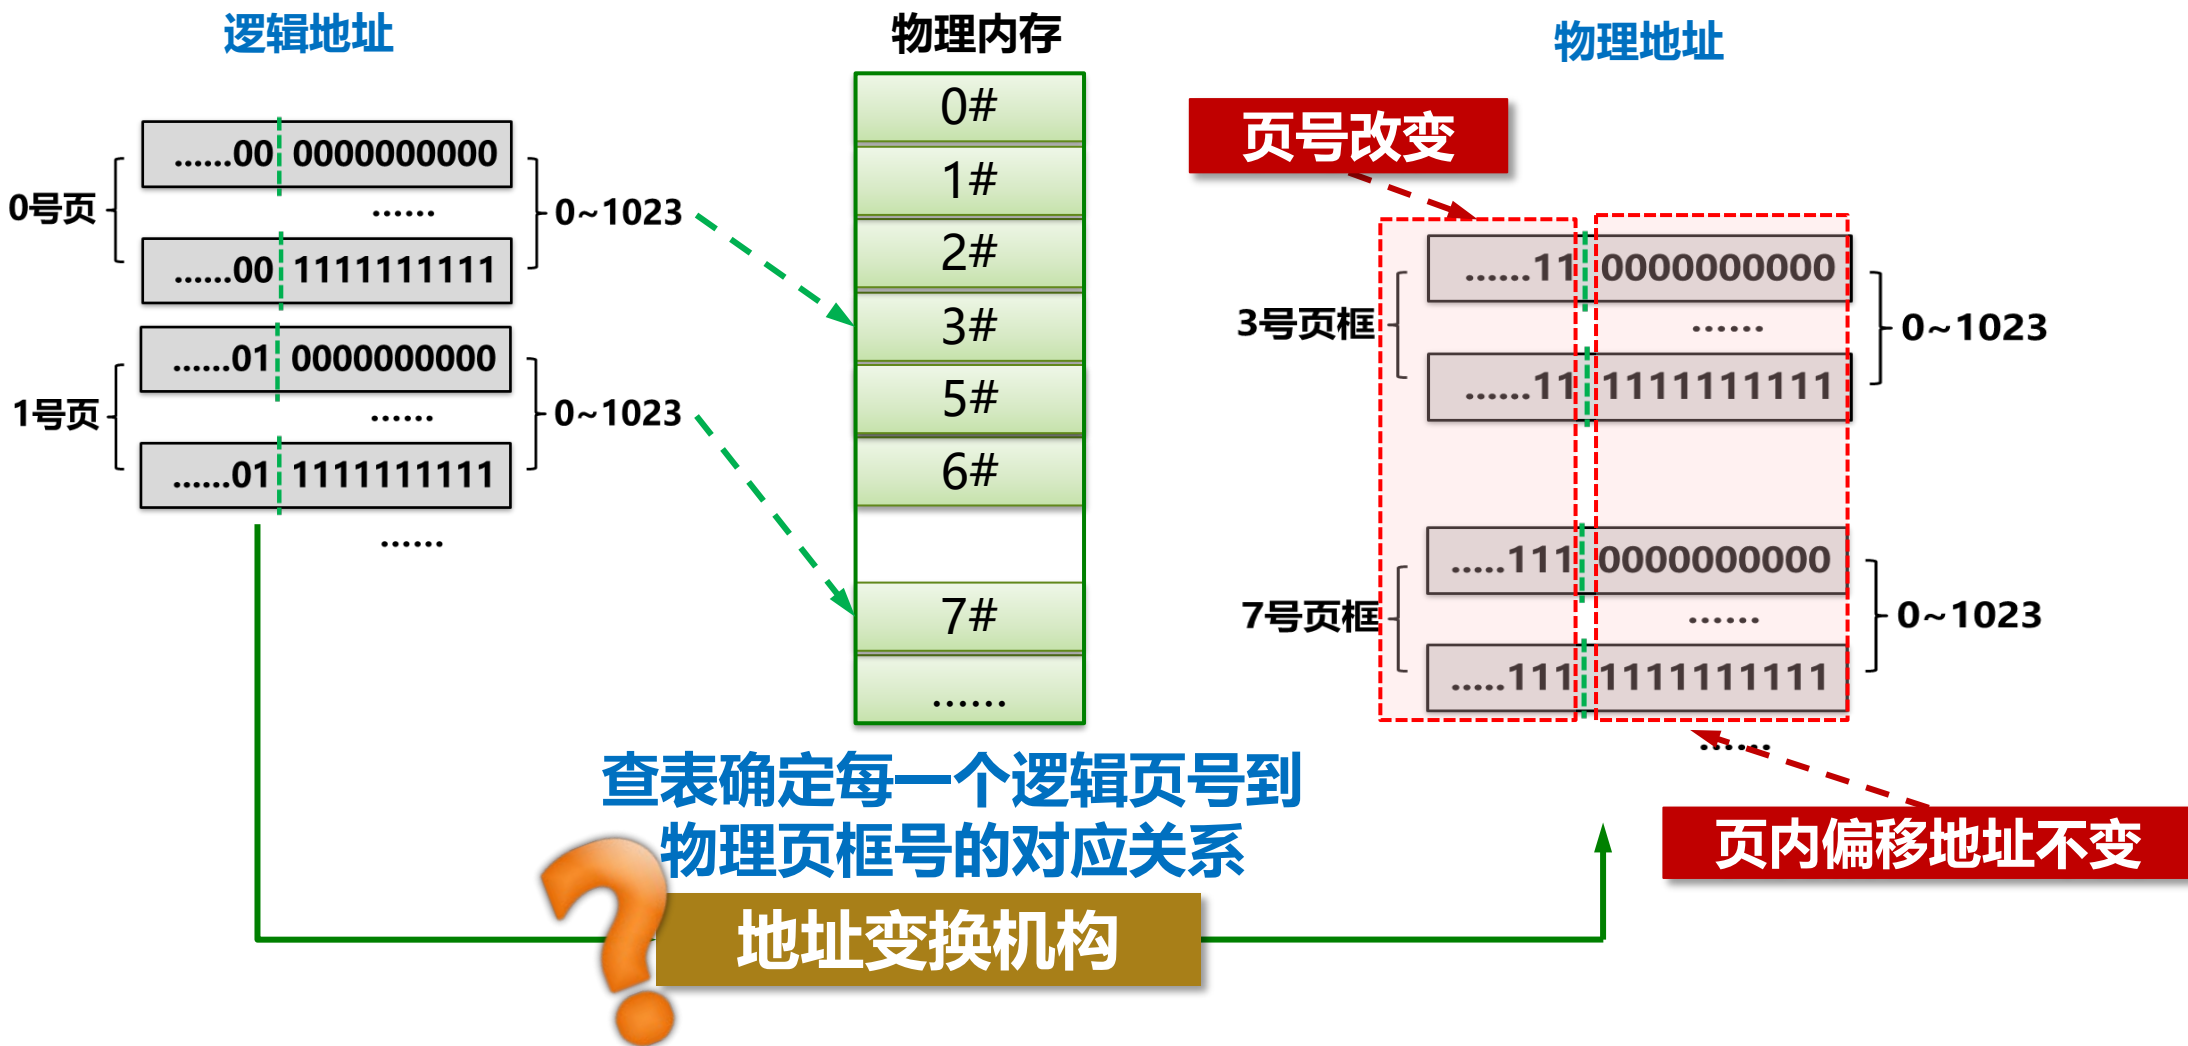 逻辑地址
......00 0000000000
0号页
......
0~1023
......00 1111111111
......01 0000000000
1号页
......
0~1023
......01 1111111111
......
物理内存
0#
1#
2#
3#
5#
6#
7#
......
物理地址
页号改变
......11 0000000000
3号页框
......
0~1023
......11 1111111111
.....111 0000000000
7号页框
......
0~1023
.....111 1111111111
......
页内偏移地址不变
查表确定每一个逻辑页号到
物理页框号的对应关系
?
地址变换机构